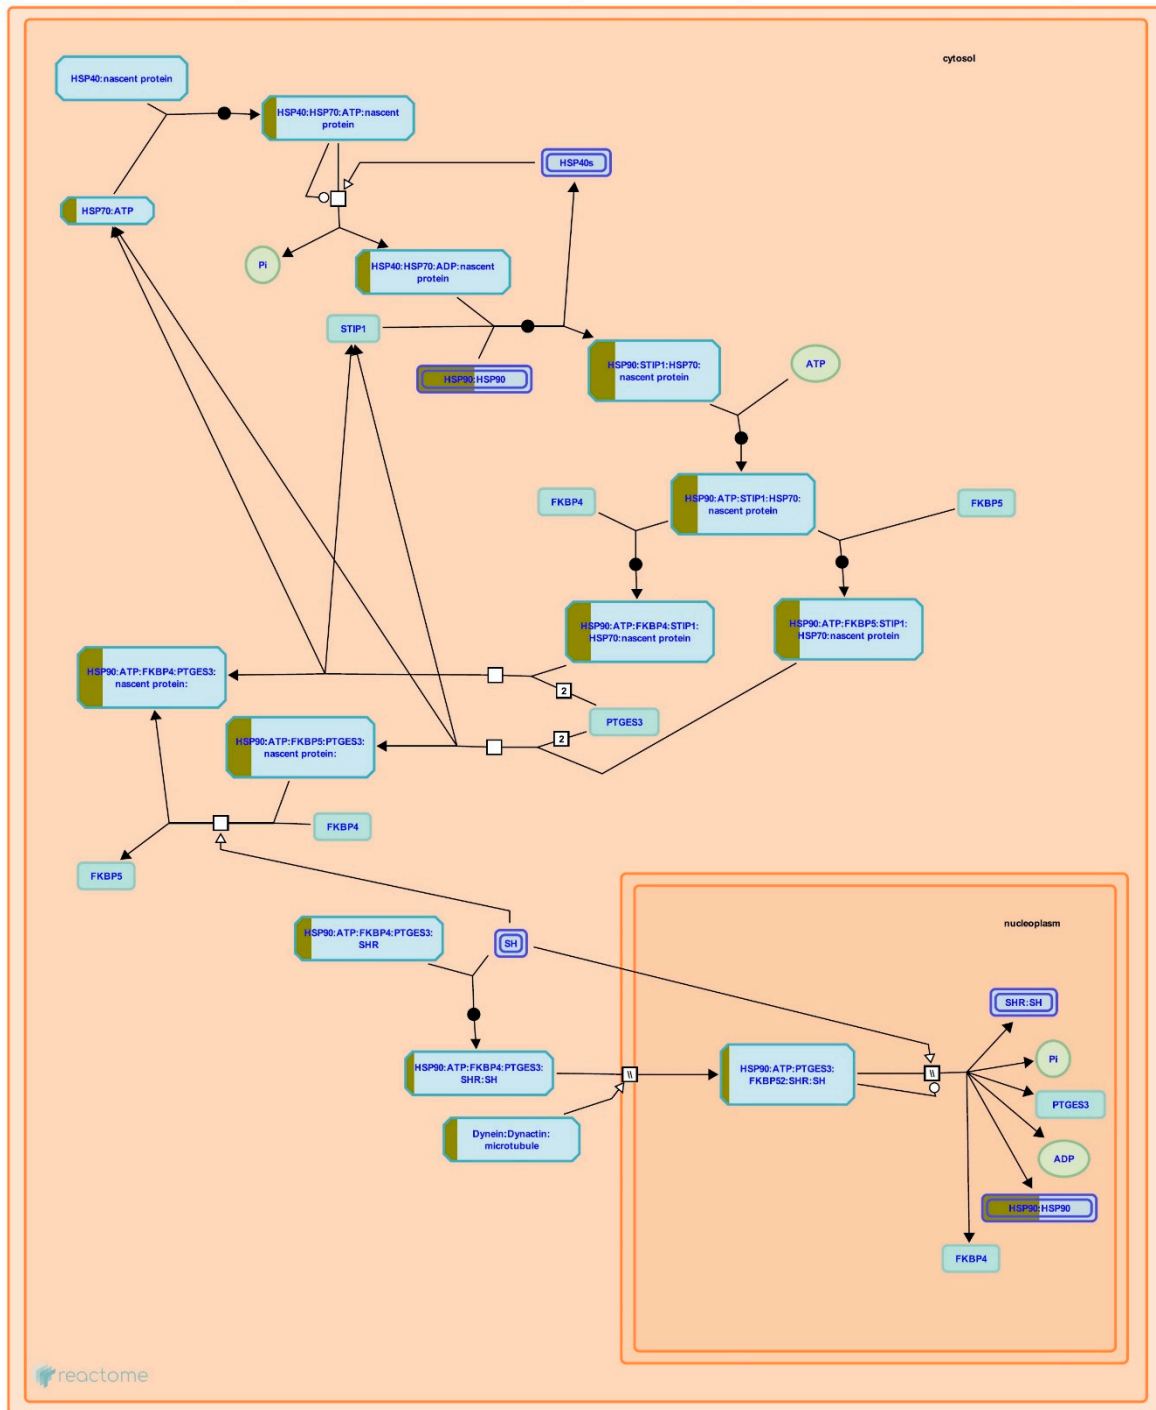 cytosol
HSP40:nascent protein
HSP40:HSP70:ATP:nascent
protein
HSP40s
HSP70:ATP
Pi
HSP40:HSP70:ADP:nascent
protein
STIP1
HSP90:HSP90
HSP90:STIP1:HSP70:
nascent protein
ATP
FKBP4
HSP90:ATP:STIP1:HSP70:
nascent protein
FKBP5
HSP90:ATP:FKBP4:STIP1:
HSP70:nascent protein
HSP90:ATP:FKBP5:STIP1:
HSP70:nascent protein
HSP90:ATP:FKBP4:PTGES3:
nascent protein:
2
PTGES3
HSP90:ATP:FKBP5:PTGES3:
nascent protein:
2
FKBP4
FKBP5
HSP90:ATP:FKBP4:PTGES3:
SHR
SH
nucleoplasm
SHR:SH
HSP90:ATP:FKBP4:PTGES3:
SHR:SH
\\
HSP90:ATP:PTGES3:
FKBP52:SHR:SH
\\
Pi
PTGES3
Dynein:Dynactin:
microtubule
ADP
HSP90:HSP90
FKBP4
reactome